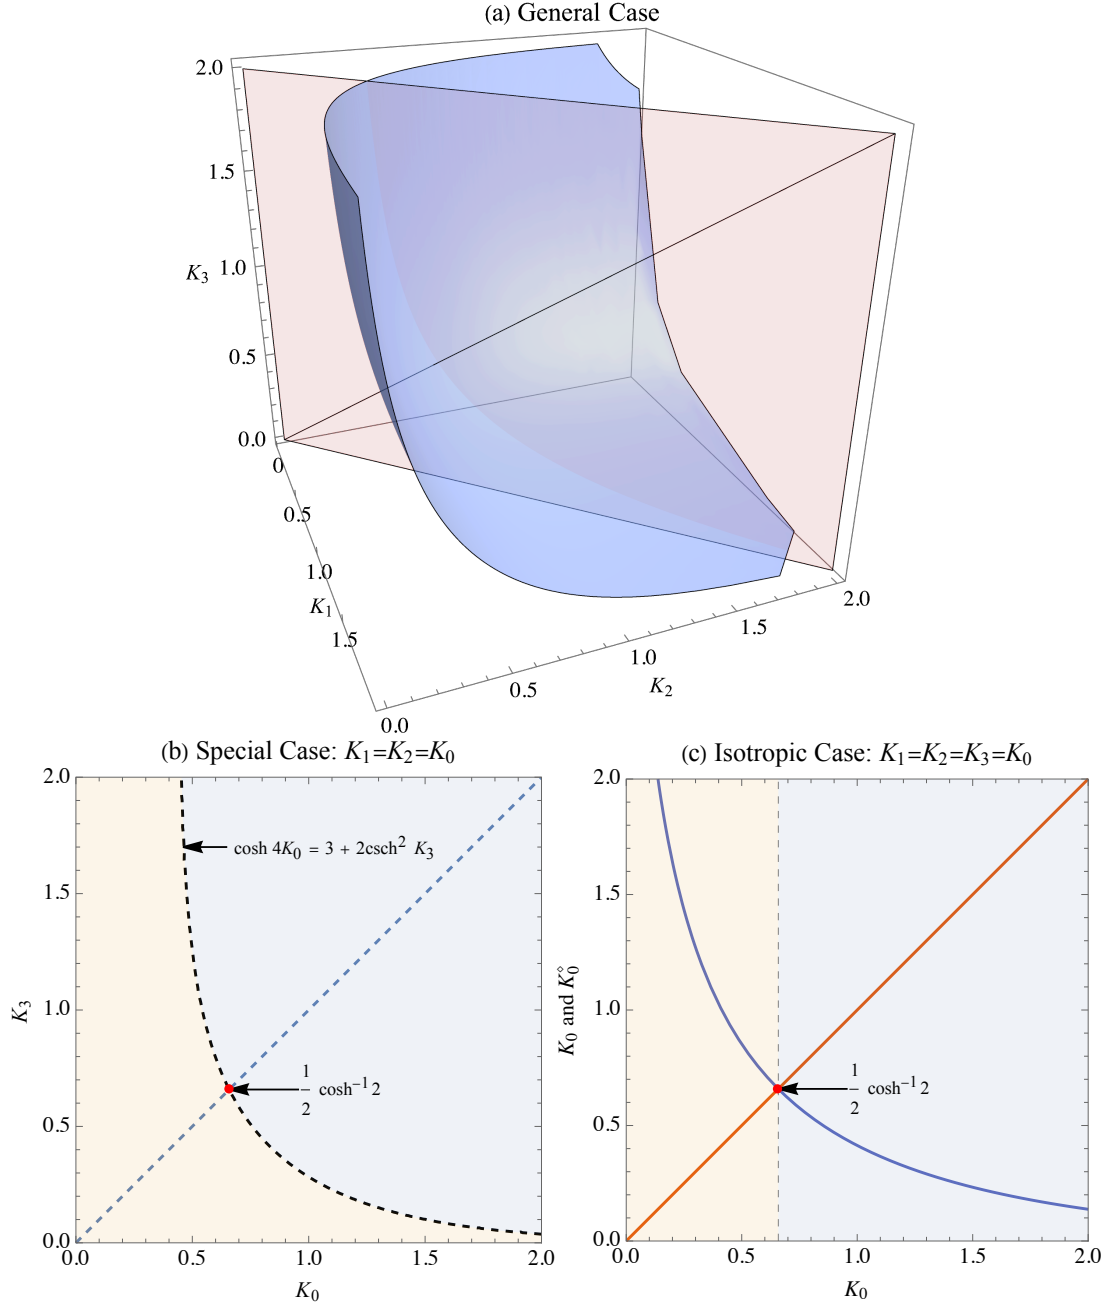 (a) General Case
2.0
1.5
K₃ 1.0
0.5
0.0
0
0.5
1.0
K₁
1.5
0.0
0.5
1.0
1.5
2.0
K₂
(b) Special Case: K₁=K₂=K₀
2.0
1.5
1.0
0.5
0.0
K₃
cosh 4K₀ = 3 + 2csch² K₃
1/2 cosh⁻¹ 2
0.0 0.5 1.0 1.5 2.0
K₀
(c) Isotropic Case: K₁=K₂=K₃=K₀
2.0
1.5
1.0
0.5
0.0
K₀ and K₀°
1/2 cosh⁻¹ 2
0.0 0.5 1.0 1.5 2.0
K₀